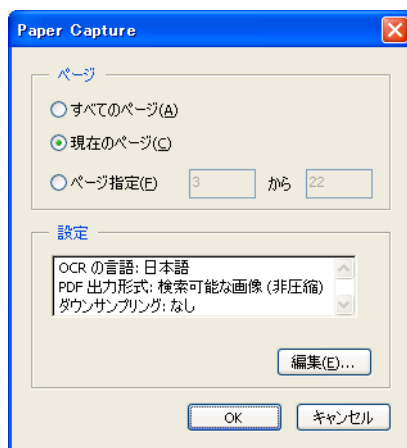 Paper Capture
ページ
すべてのページ(A)
現在のページ(C)
ページ指定(F) 3 から 22
設定
OCR の言語: 日本語
PDF 出力形式: 検索可能な画像 (非圧縮)
ダウンサンプリング: なし
編集(E)...
OK キャンセル